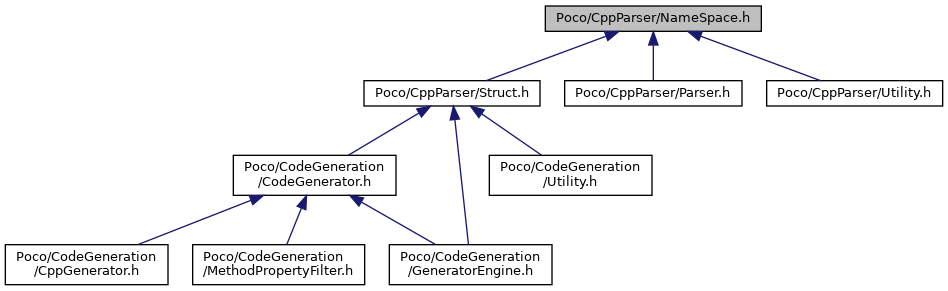 Poco/CppParser/NameSpace.h
Poco/CppParser/Struct.h
Poco/CppParser/Parser.h
Poco/CppParser/Utility.h
Poco/CodeGeneration
/CodeGenerator.h
Poco/CodeGeneration
/Utility.h
Poco/CodeGeneration
/CppGenerator.h
Poco/CodeGeneration
/MethodPropertyFilter.h
Poco/CodeGeneration
/GeneratorEngine.h